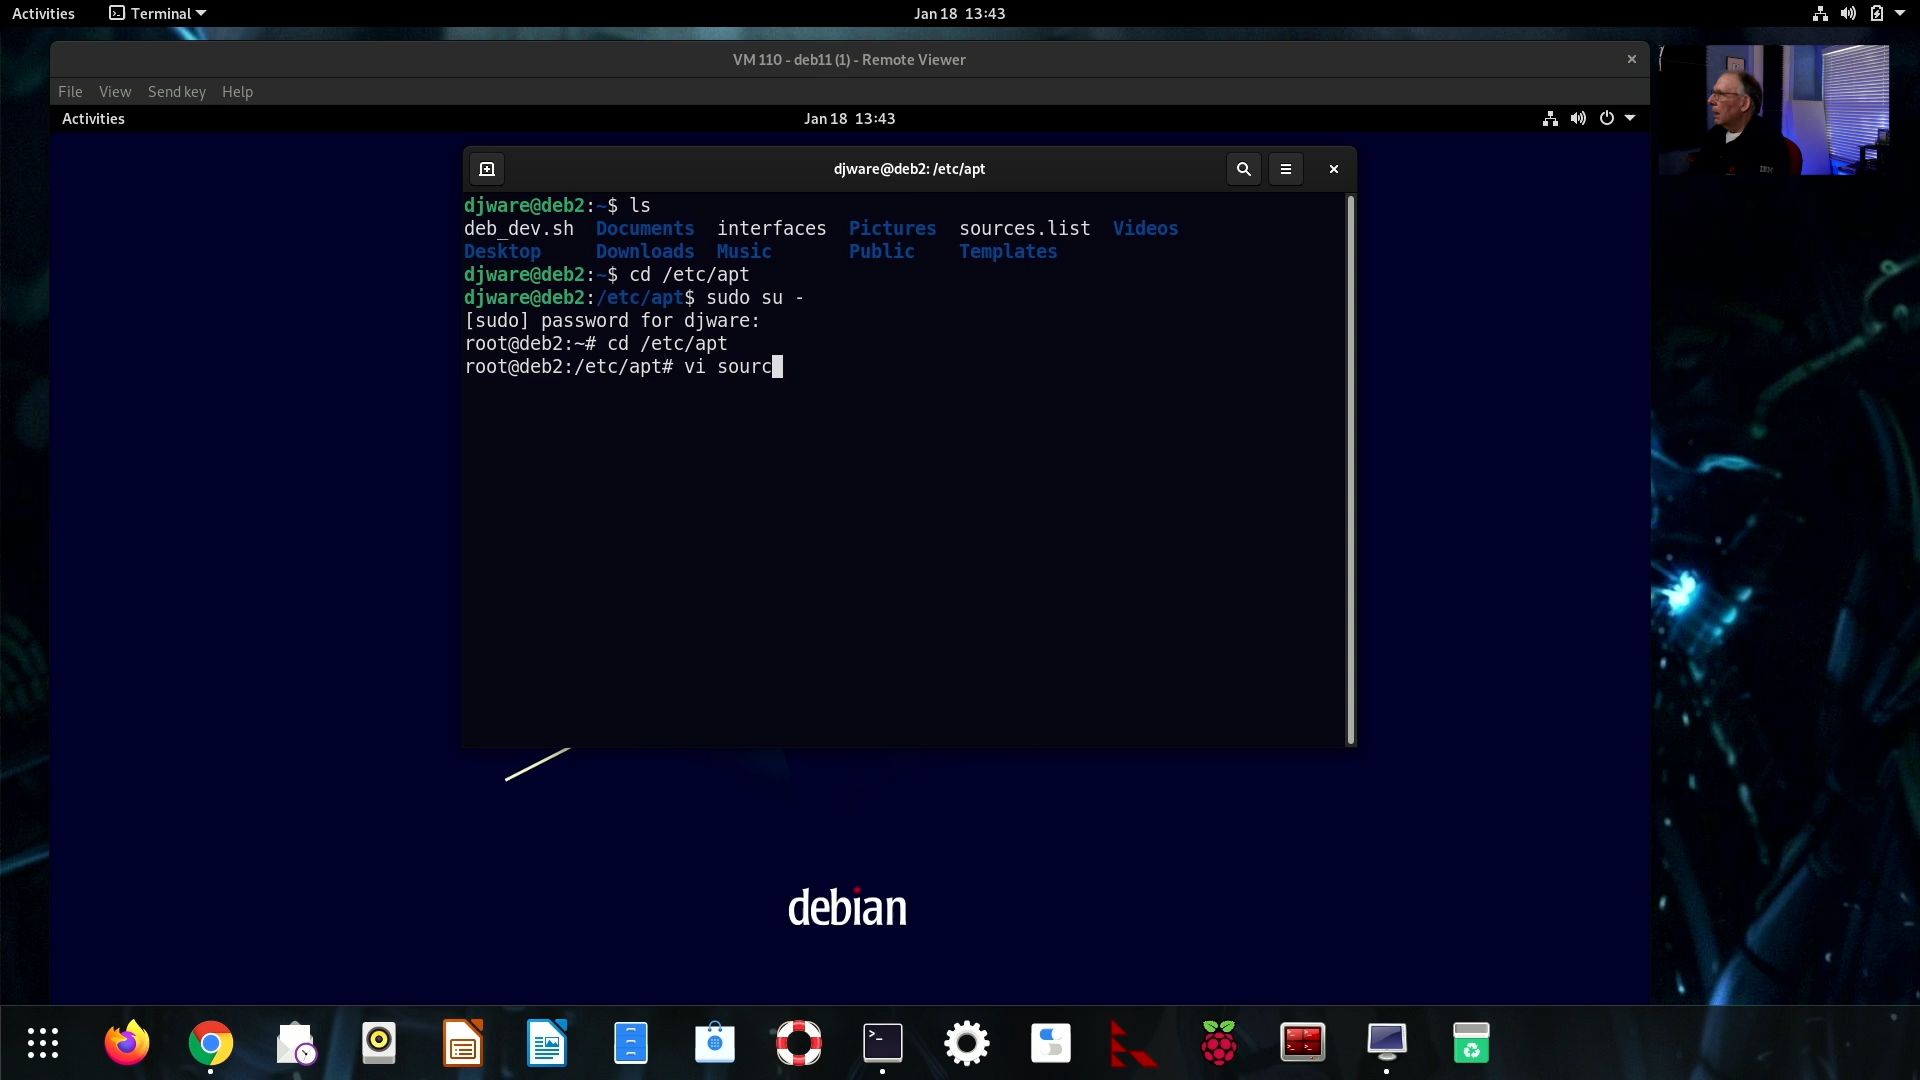 Activities Terminal Jan 18 13:43
VM 110 - deb11 (1) - Remote Viewer
File View Send key Help
Activities Jan 18 13:43
djware@deb2: /etc/apt
djware@deb2:~$ ls
deb_dev.sh Documents interfaces Pictures sources.list Videos
Desktop Downloads Music Public Templates
djware@deb2:~$ cd /etc/apt
djware@deb2:/etc/apt$ sudo su -
[sudo] password for djware:
root@deb2:~# cd /etc/apt
root@deb2:/etc/apt# vi sourc
debian